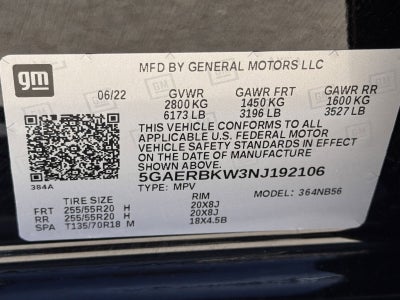 gm
MFD BY GENERAL MOTORS LLC
06/22 GVWR GAWR FRT GAWR RR
2800 KG 1450 KG 1600 KG
6173 LB 3196 LB 3527 LB
THIS VEHICLE CONFORMS TO ALL
APPLICABLE U.S. FEDERAL MOTOR
VEHICLE SAFETY STANDARDS IN EFFECT
ON THE DATE OF MANUFACTURE
SHOWN ABOVE.
5GAERBKW3NJ192106
384A TYPE: MPV MODEL: 364NB56
TIRE SIZE RIM
FRT 255/55R20 H 20X8J
RR 255/55R20 H 20X8J
SPA T135/70R18 M 18X4.5B